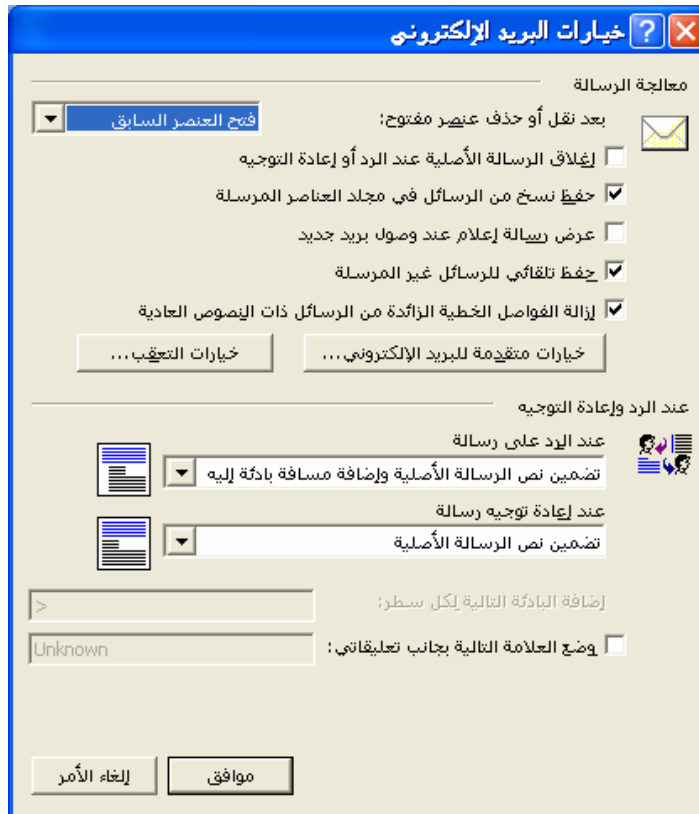 خيارات البريد الإلكتروني
معالجة الرسالة
بعد نقل أو حذف عنصر مفتوح: فتح العنصر السابق
إغلاق الرسالة الأصلية عند الرد أو إعادة التوجيه
حفظ نسخ من الرسائل في مجلد العناصر المرسلة
عرض رسالة إعلام عند وصول بريد جديد
حفظ تلقائي للرسائل غير المرسلة
إزالة الفواصل الخطية الزائدة من الرسائل ذات النصوص العادية
خيارات متقدمة للبريد الإلكتروني... خيارات التعقب...
عند الرد وإعادة التوجيه
عند الرد على رسالة
تضمين نص الرسالة الأصلية وإضافة مسافة بادئة إليه
عند إعادة توجيه رسالة
تضمين نص الرسالة الأصلية
إضافة البادئة التالية لكل سطر: >
وضع العلامة التالية بجانب تعليقاتي: Unknown
موافق إلغاء الأمر